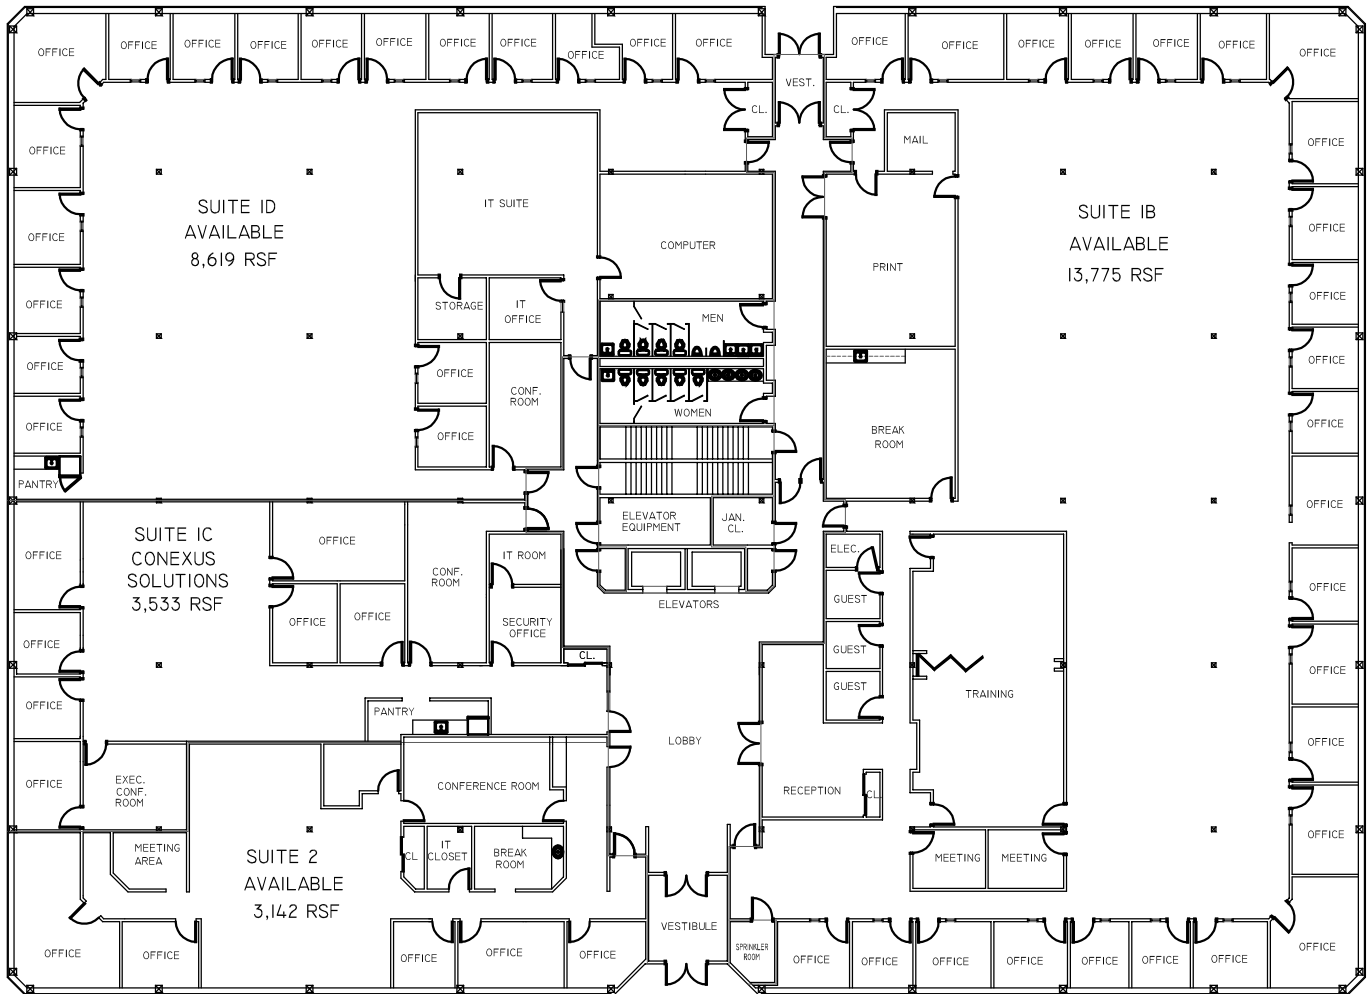 OFFICE
OFFICE
OFFICE
OFFICE
OFFICE
OFFICE
OFFICE
OFFICE
OFFICE
OFFICE
OFFICE
VEST.
OFFICE
OFFICE
OFFICE
OFFICE
OFFICE
OFFICE
OFFICE
CL.
CL.
MAIL
OFFICE
OFFICE
OFFICE
OFFICE
OFFICE
OFFICE
PANTRY
SUITE 1D
AVAILABLE
8,619 RSF
IT SUITE
COMPUTER
STORAGE
IT
OFFICE
OFFICE
OFFICE
CONF.
ROOM
MEN
WOMEN
PRINT
BREAK
ROOM
SUITE 1B
AVAILABLE
13,775 RSF
OFFICE
OFFICE
OFFICE
OFFICE
OFFICE
OFFICE
OFFICE
OFFICE
OFFICE
OFFICE
OFFICE
SUITE 1C
CONEXUS
SOLUTIONS
3,533 RSF
OFFICE
OFFICE
OFFICE
OFFICE
OFFICE
OFFICE
OFFICE
CONF.
ROOM
IT ROOM
SECURITY
OFFICE
CL.
ELEVATOR
EQUIPMENT
JAN.
CL.
ELEVATORS
ELEC.
GUEST
GUEST
GUEST
TRAINING
PANTRY
LOBBY
EXEC.
CONF.
ROOM
CONFERENCE ROOM
RECEPTION
CL.
MEETING
AREA
SUITE 2
AVAILABLE
3,142 RSF
CL
IT
CLOSET
BREAK
ROOM
MEETING
MEETING
OFFICE
OFFICE
OFFICE
OFFICE
OFFICE
VESTIBULE
SPRINKLER
ROOM
OFFICE
OFFICE
OFFICE
OFFICE
OFFICE
OFFICE
OFFICE
OFFICE